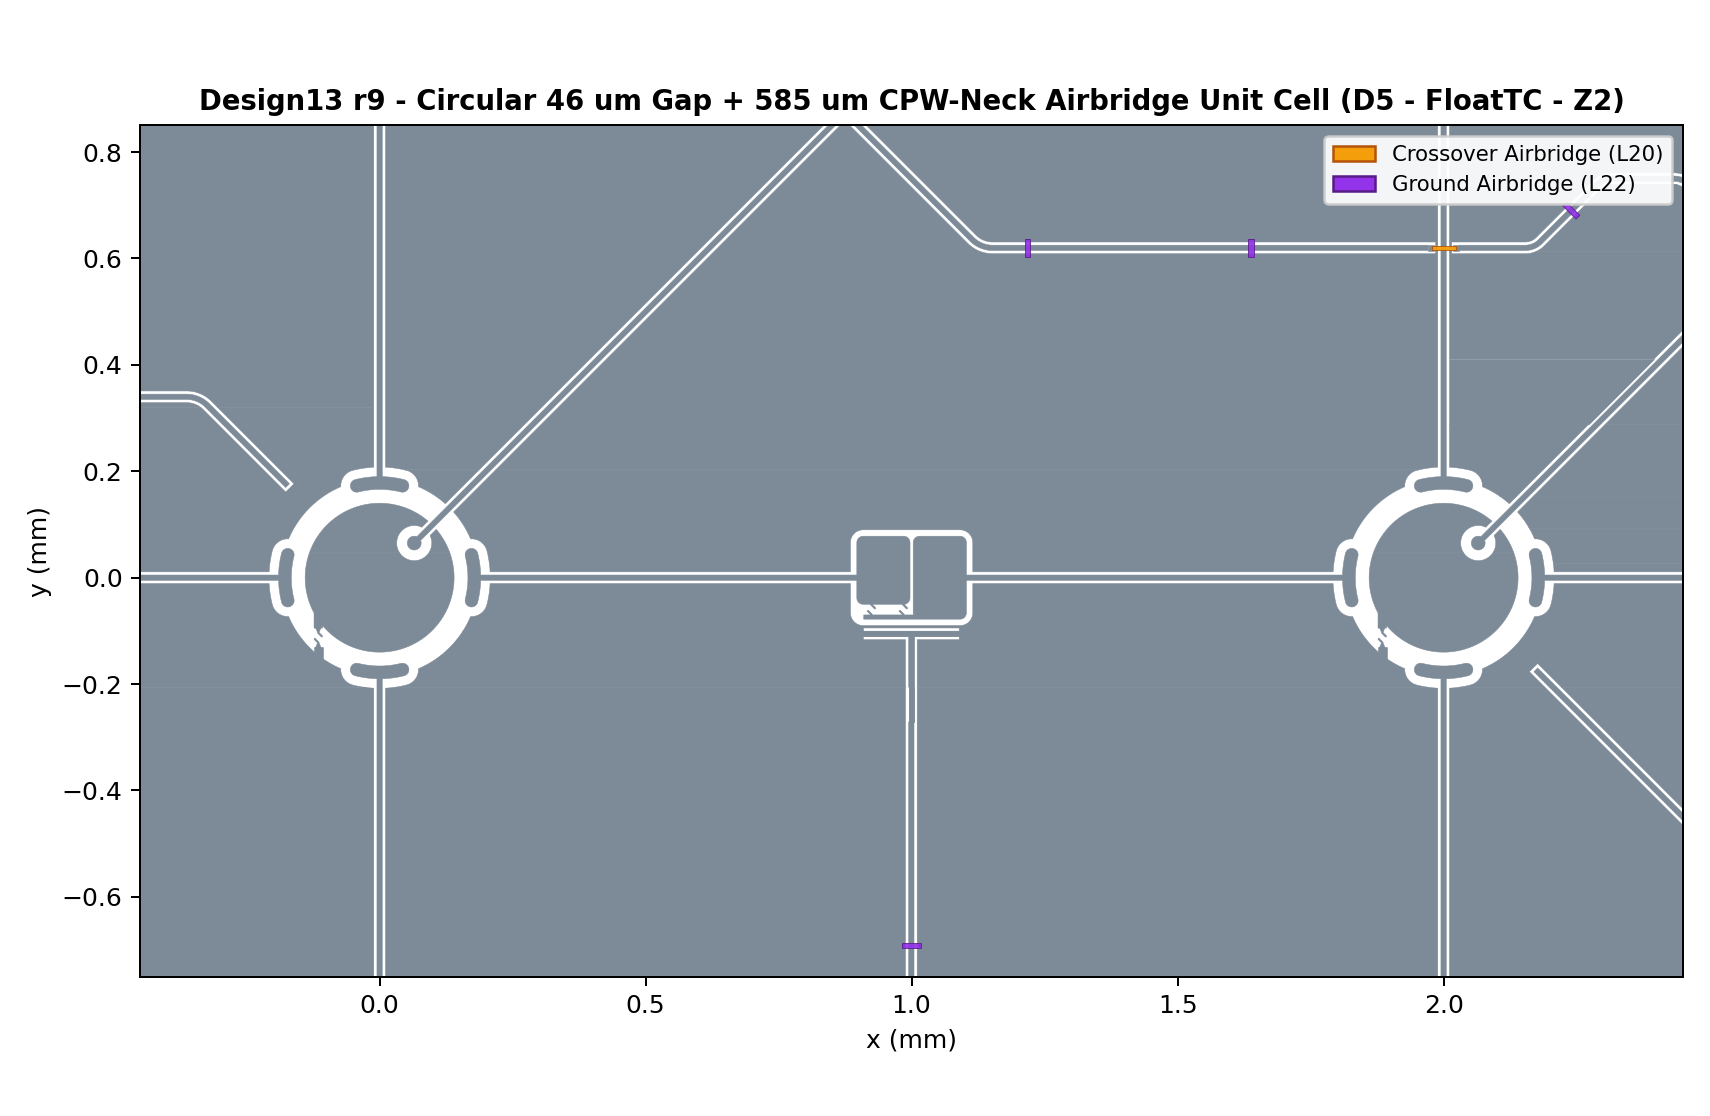 Design13 r9 - Circular 46 um Gap + 585 um CPW-Neck Airbridge Unit Cell (D5 - FloatTC - Z2)
Crossover Airbridge (L20)
Ground Airbridge (L22)
0.8
0.6
0.4
0.2
0.0
−0.2
−0.4
−0.6
y (mm)
0.0 0.5 1.0 1.5 2.0
x (mm)